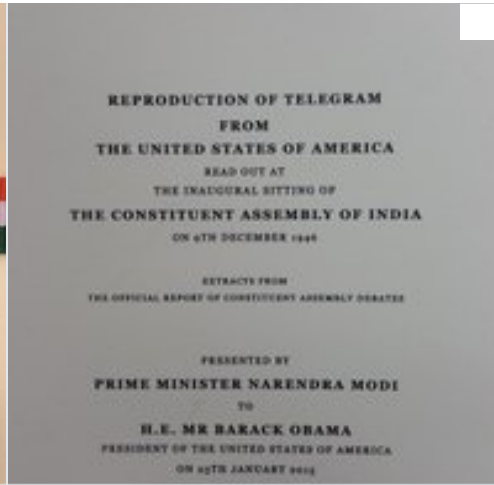 REPRODUCTION OF TELEGRAM
FROM
THE UNITED STATES OF AMERICA
READ OUT AT
THE INAUGURAL SITTING OF
THE CONSTITUENT ASSEMBLY OF INDIA
ON 9TH DECEMBER 1946
EXTRACTS FROM
THE OFFICIAL REPORT OF CONSTITUENT ASSEMBLY DEBATES
PRESENTED BY
PRIME MINISTER NARENDRA MODI
TO
H.E. MR BARACK OBAMA
PRESIDENT OF THE UNITED STATES OF AMERICA
ON 25TH JANUARY 2015